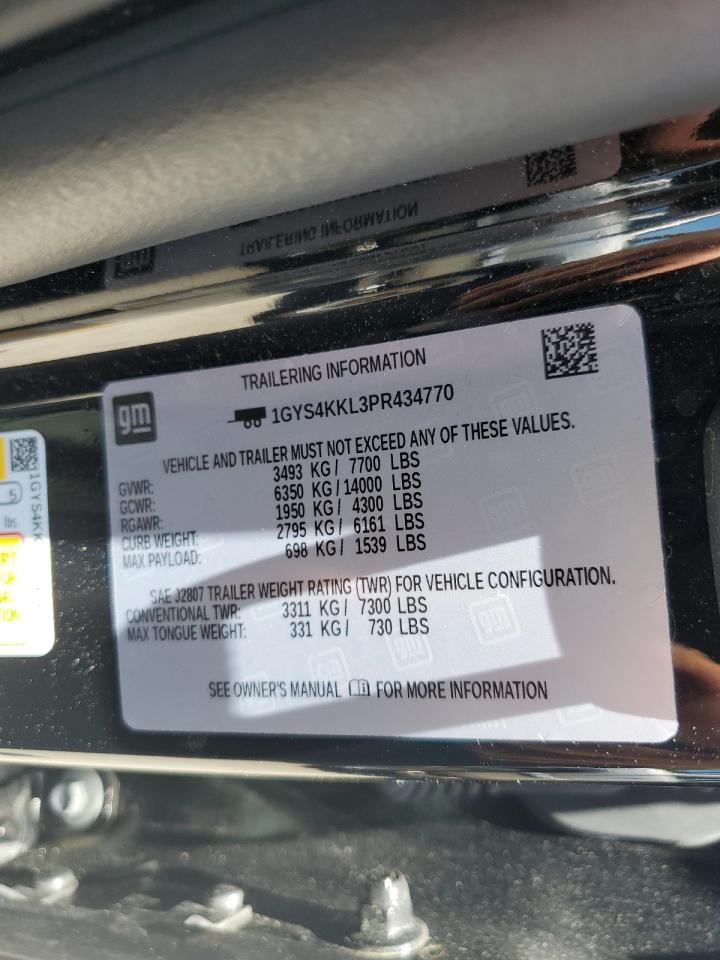 TRAILERING INFORMATION
gm
TRAILERING INFORMATION
1GYS4KKL3PR434770
VEHICLE AND TRAILER MUST NOT EXCEED ANY OF THESE VALUES.
GVWR: 3493 KG / 7700 LBS
GCWR: 6350 KG / 14000 LBS
RGAWR: 1950 KG / 4300 LBS
CURB WEIGHT: 2795 KG / 6161 LBS
MAX PAYLOAD: 698 KG / 1539 LBS
SAE J2807 TRAILER WEIGHT RATING (TWR) FOR VEHICLE CONFIGURATION.
CONVENTIONAL TWR: 3311 KG / 7300 LBS
MAX TONGUE WEIGHT: 331 KG / 730 LBS
SEE OWNER'S MANUAL FOR MORE INFORMATION
1GYS4KK
5
lbs